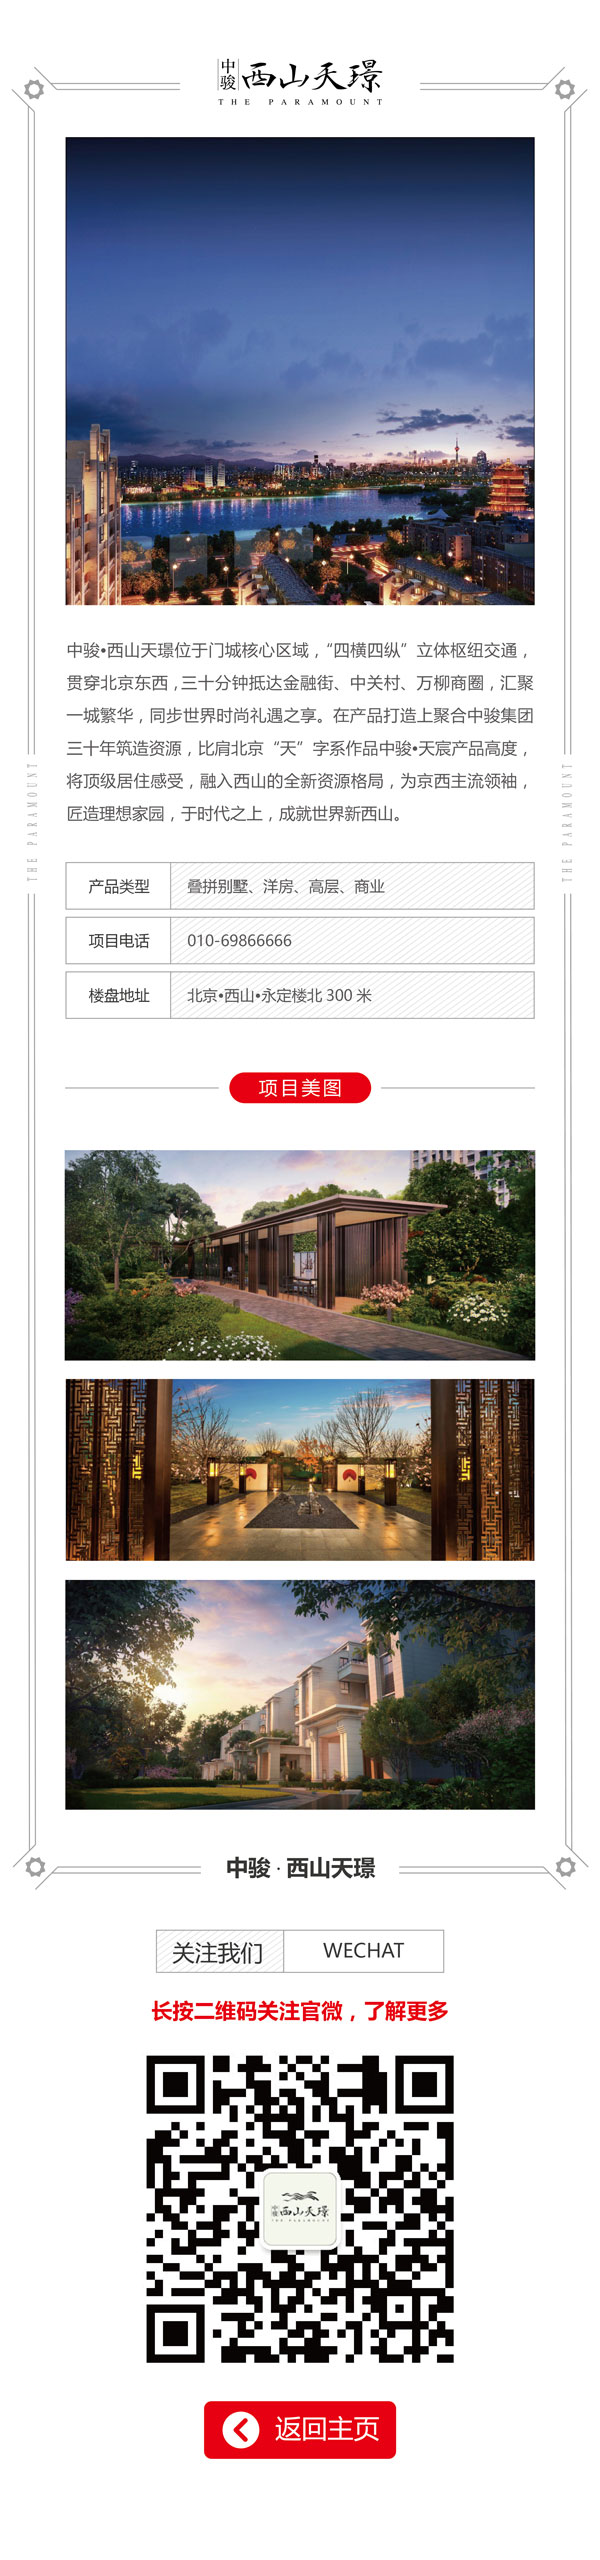 中骏
西山天璟
THE PARAMOUNT
中骏•西山天璟位于门城核心区域，“四横四纵”立体枢纽交通，
贯穿北京东西，三十分钟抵达金融街、中关村、万柳商圈，汇聚
一城繁华，同步世界时尚礼遇之享。在产品打造上聚合中骏集团
三十年筑造资源，比肩北京“天”字系作品中骏•天宸产品高度，
将顶级居住感受，融入西山的全新资源格局，为京西主流领袖，
匠造理想家园，于时代之上，成就世界新西山。
THE PARAMOUNT
THE PARAMOUNT
产品类型 叠拼别墅、洋房、高层、商业
项目电话 010-69866666
楼盘地址 北京•西山•永定楼北 300 米
项目美图
中骏·西山天璟
关注我们 WECHAT
长按二维码关注官微，了解更多
中骏
西山天璟
THE PARAMOUNT
返回主页